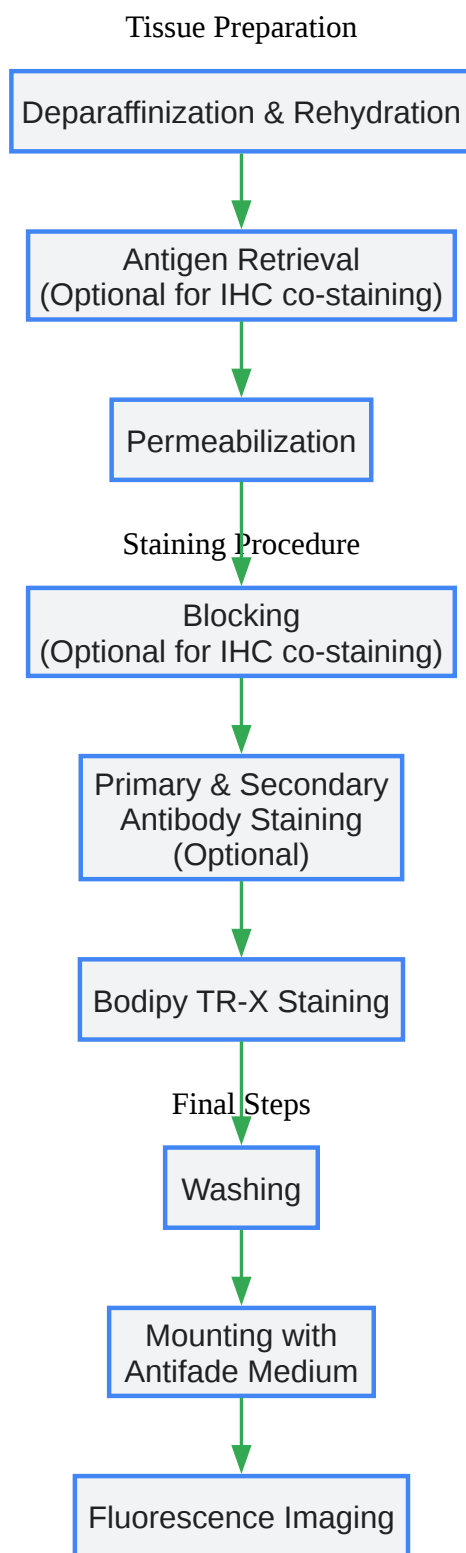 Tissue Preparation
Deparaffinization & Rehydration
Antigen Retrieval
(Optional for IHC co-staining)
Permeabilization
Staining Procedure
Blocking
(Optional for IHC co-staining)
Primary & Secondary
Antibody Staining
(Optional)
Bodipy TR-X Staining
Final Steps
Washing
Mounting with
Antifade Medium
Fluorescence Imaging